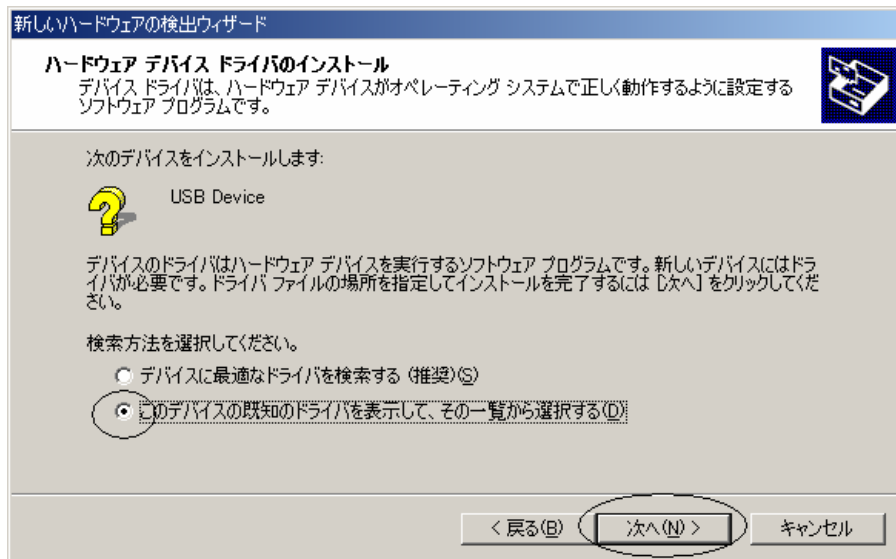 新しいハードウェアの検出ウィザード
ハードウェア デバイス ドライバのインストール
デバイス ドライバは、ハードウェア デバイスがオペレーティング システムで正しく動作するように設定する
ソフトウェア プログラムです。
次のデバイスをインストールします:
USB Device
デバイスのドライバはハードウェア デバイスを実行するソフトウェア プログラムです。新しいデバイスにはドラ
イバが必要です。ドライバ ファイルの場所を指定してインストールを完了するには [次へ] をクリックしてくだ
さい。
検索方法を選択してください。
デバイスに最適なドライバを検索する (推奨)(S)
このデバイスの既知のドライバを表示して、その一覧から選択する(D)
< 戻る(B) 次へ(N) > キャンセル